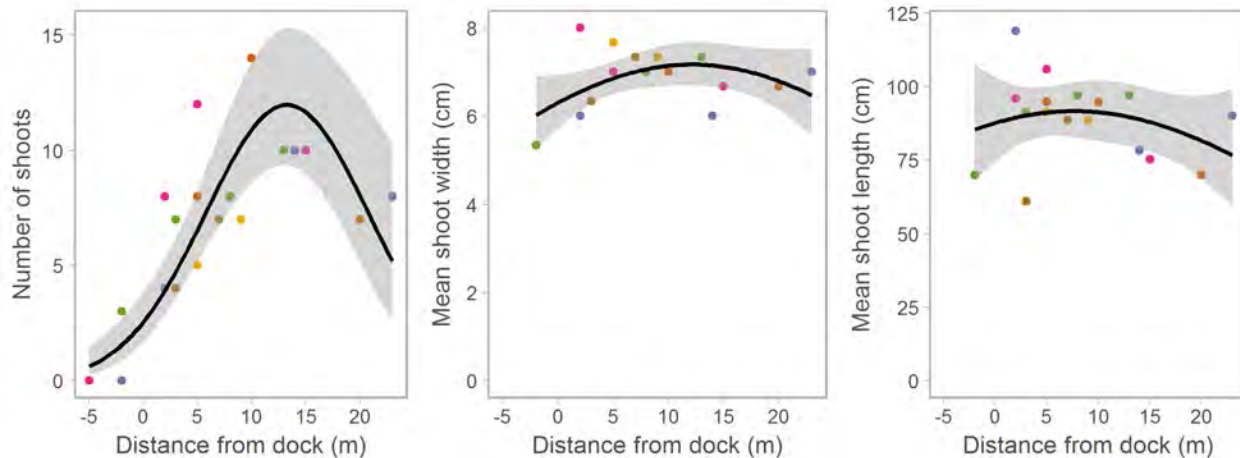 Number of shoots
15
10
5
0
-5 0 5 10 15 20
Distance from dock (m)
Mean shoot width (cm)
8
6
4
2
0
-5 0 5 10 15 20
Distance from dock (m)
Mean shoot length (cm)
125
100
75
50
25
0
-5 0 5 10 15 20
Distance from dock (m)